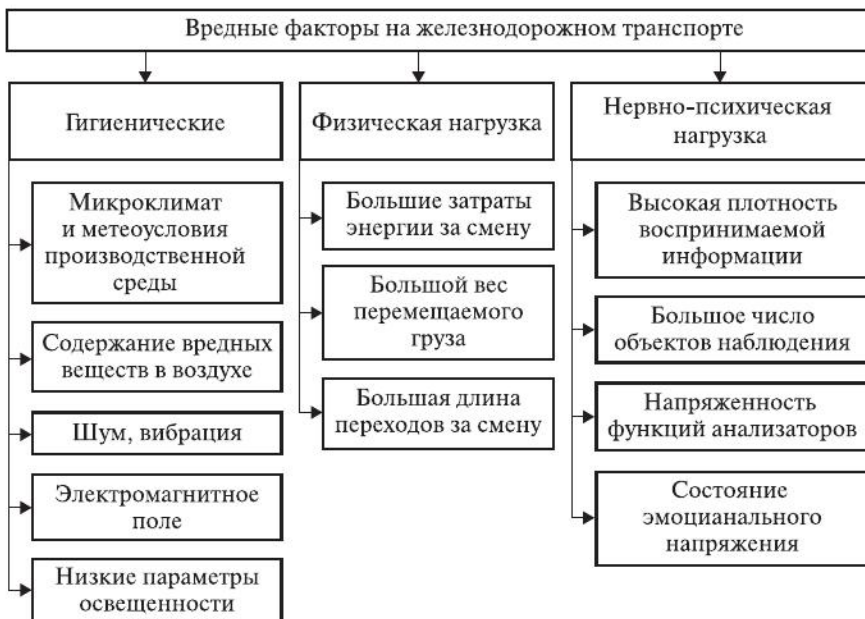 Вредные факторы на железнодорожном транспорте
Гигиенические
Микроклимат
и метеоусловия
производственной
среды
Содержание вредных
веществ в воздухе
Шум, вибрация
Электромагнитное
поле
Низкие параметры
освещенности
Физическая нагрузка
Большие затраты
энергии за смену
Большой вес
перемещаемого
груза
Большая длина
переходов за смену
Нервно-психическая
нагрузка
Высокая плотность
воспринимаемой
информации
Большое число
объектов наблюдения
Напряженность
функций анализаторов
Состояние
эмоцианального
напряжения